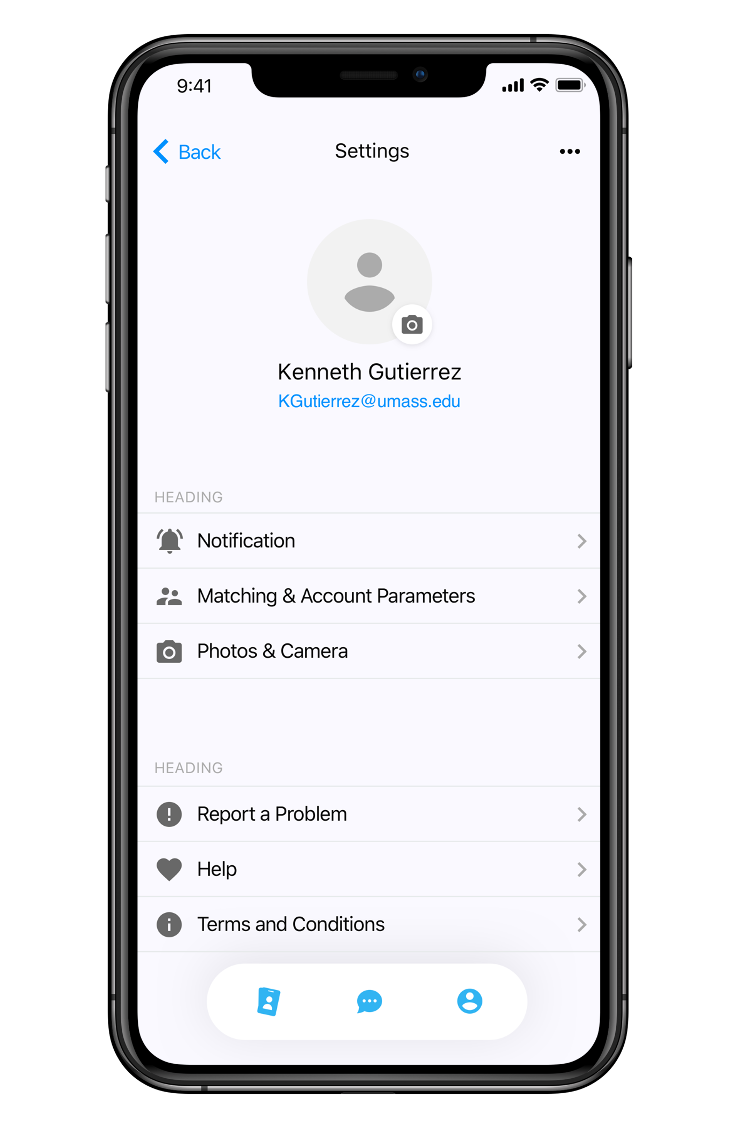 9:41
Back
Settings
Kenneth Gutierrez
KGutierrez@umass.edu
HEADING
Notification
Matching & Account Parameters
Photos & Camera
HEADING
Report a Problem
Help
Terms and Conditions